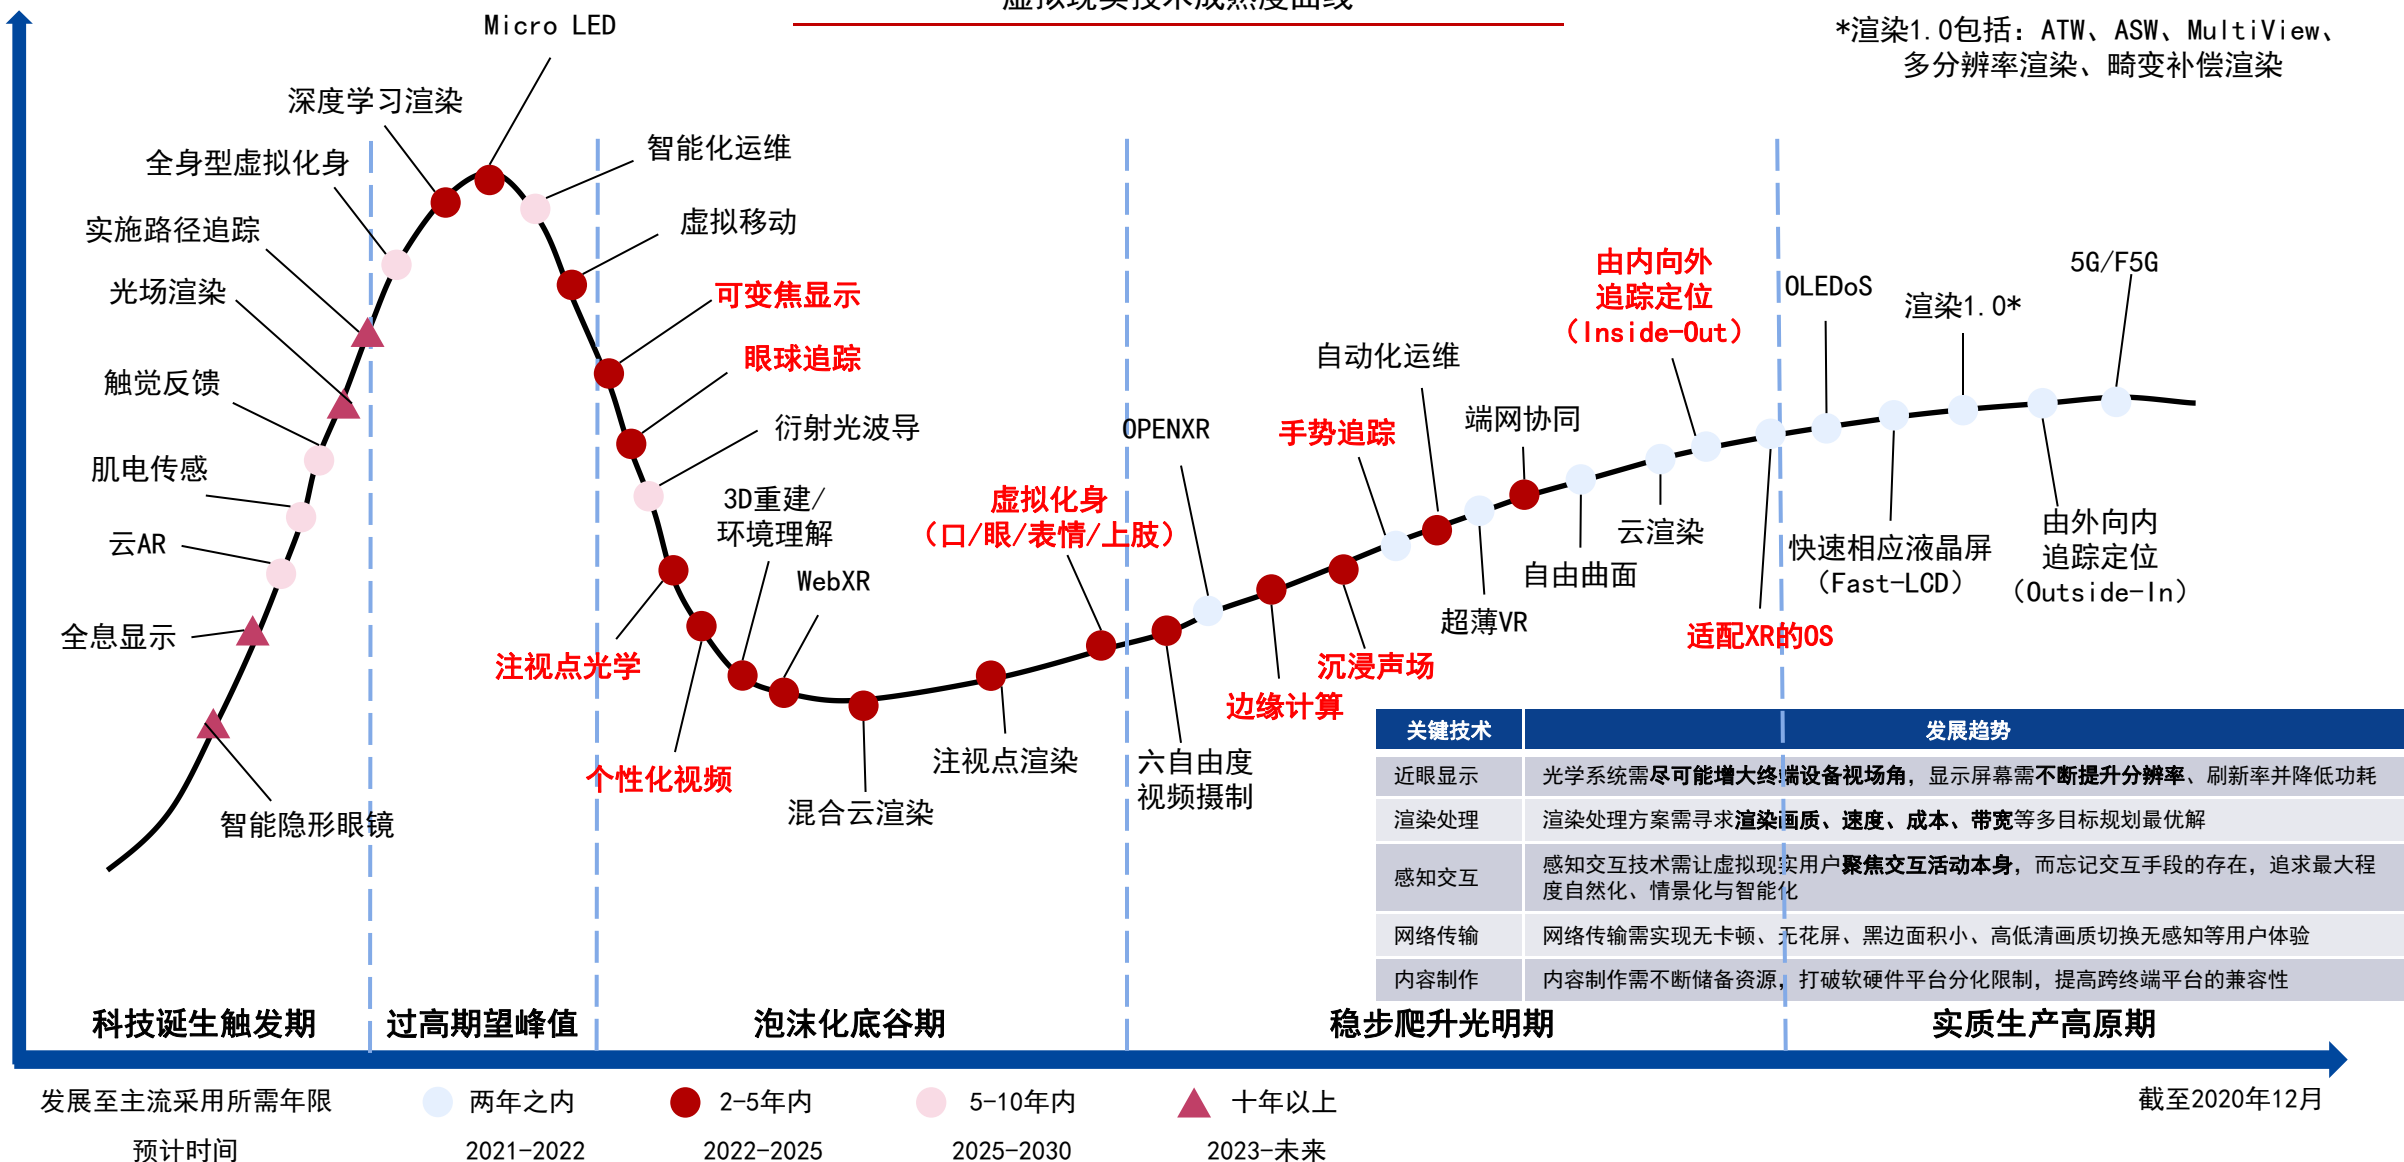 虚拟现实技术成熟度曲线
*渲染1.0包括：ATW、ASW、MultiView、
多分辨率渲染、畸变补偿渲染
Micro LED
深度学习渲染
全身型虚拟化身
实施路径追踪
光场渲染
触觉反馈
肌电传感
云AR
全息显示
智能隐形眼镜
智能化运维
虚拟移动
可变焦显示
眼球追踪
衍射光波导
3D重建/
环境理解
WebXR
注视点光学
个性化视频
混合云渲染
注视点渲染
虚拟化身
（口/眼/表情/上肢）
OPENXR
六自由度
视频摄制
手势追踪
边缘计算
沉浸声场
自动化运维
端网协同
超薄VR
自由曲面
云渲染
由内向外
追踪定位
（Inside-Out）
适配XR的OS
OLEDoS
快速相应液晶屏
（Fast-LCD）
渲染1.0*
5G/F5G
由外向内
追踪定位
（Outside-In）
关键技术 发展趋势
近眼显示 光学系统需尽可能增大终端设备视场角，显示屏幕需不断提升分辨率、刷新率并降低功耗
渲染处理 渲染处理方案需寻求渲染画质、速度、成本、带宽等多目标规划最优解
感知交互 感知交互技术需让虚拟现实用户聚焦交互活动本身，而忘记交互手段的存在，追求最大程
度自然化、情景化与智能化
网络传输 网络传输需实现无卡顿、无花屏、黑边面积小、高低清画质切换无感知等用户体验
内容制作 内容制作需不断储备资源，打破软硬件平台分化限制，提高跨终端平台的兼容性
科技诞生触发期 过高期望峰值 泡沫化底谷期 稳步爬升光明期 实质生产高原期
发展至主流采用所需年限 两年之内 2-5年内 5-10年内 十年以上 截至2020年12月
预计时间 2021-2022 2022-2025 2025-2030 2023-未来